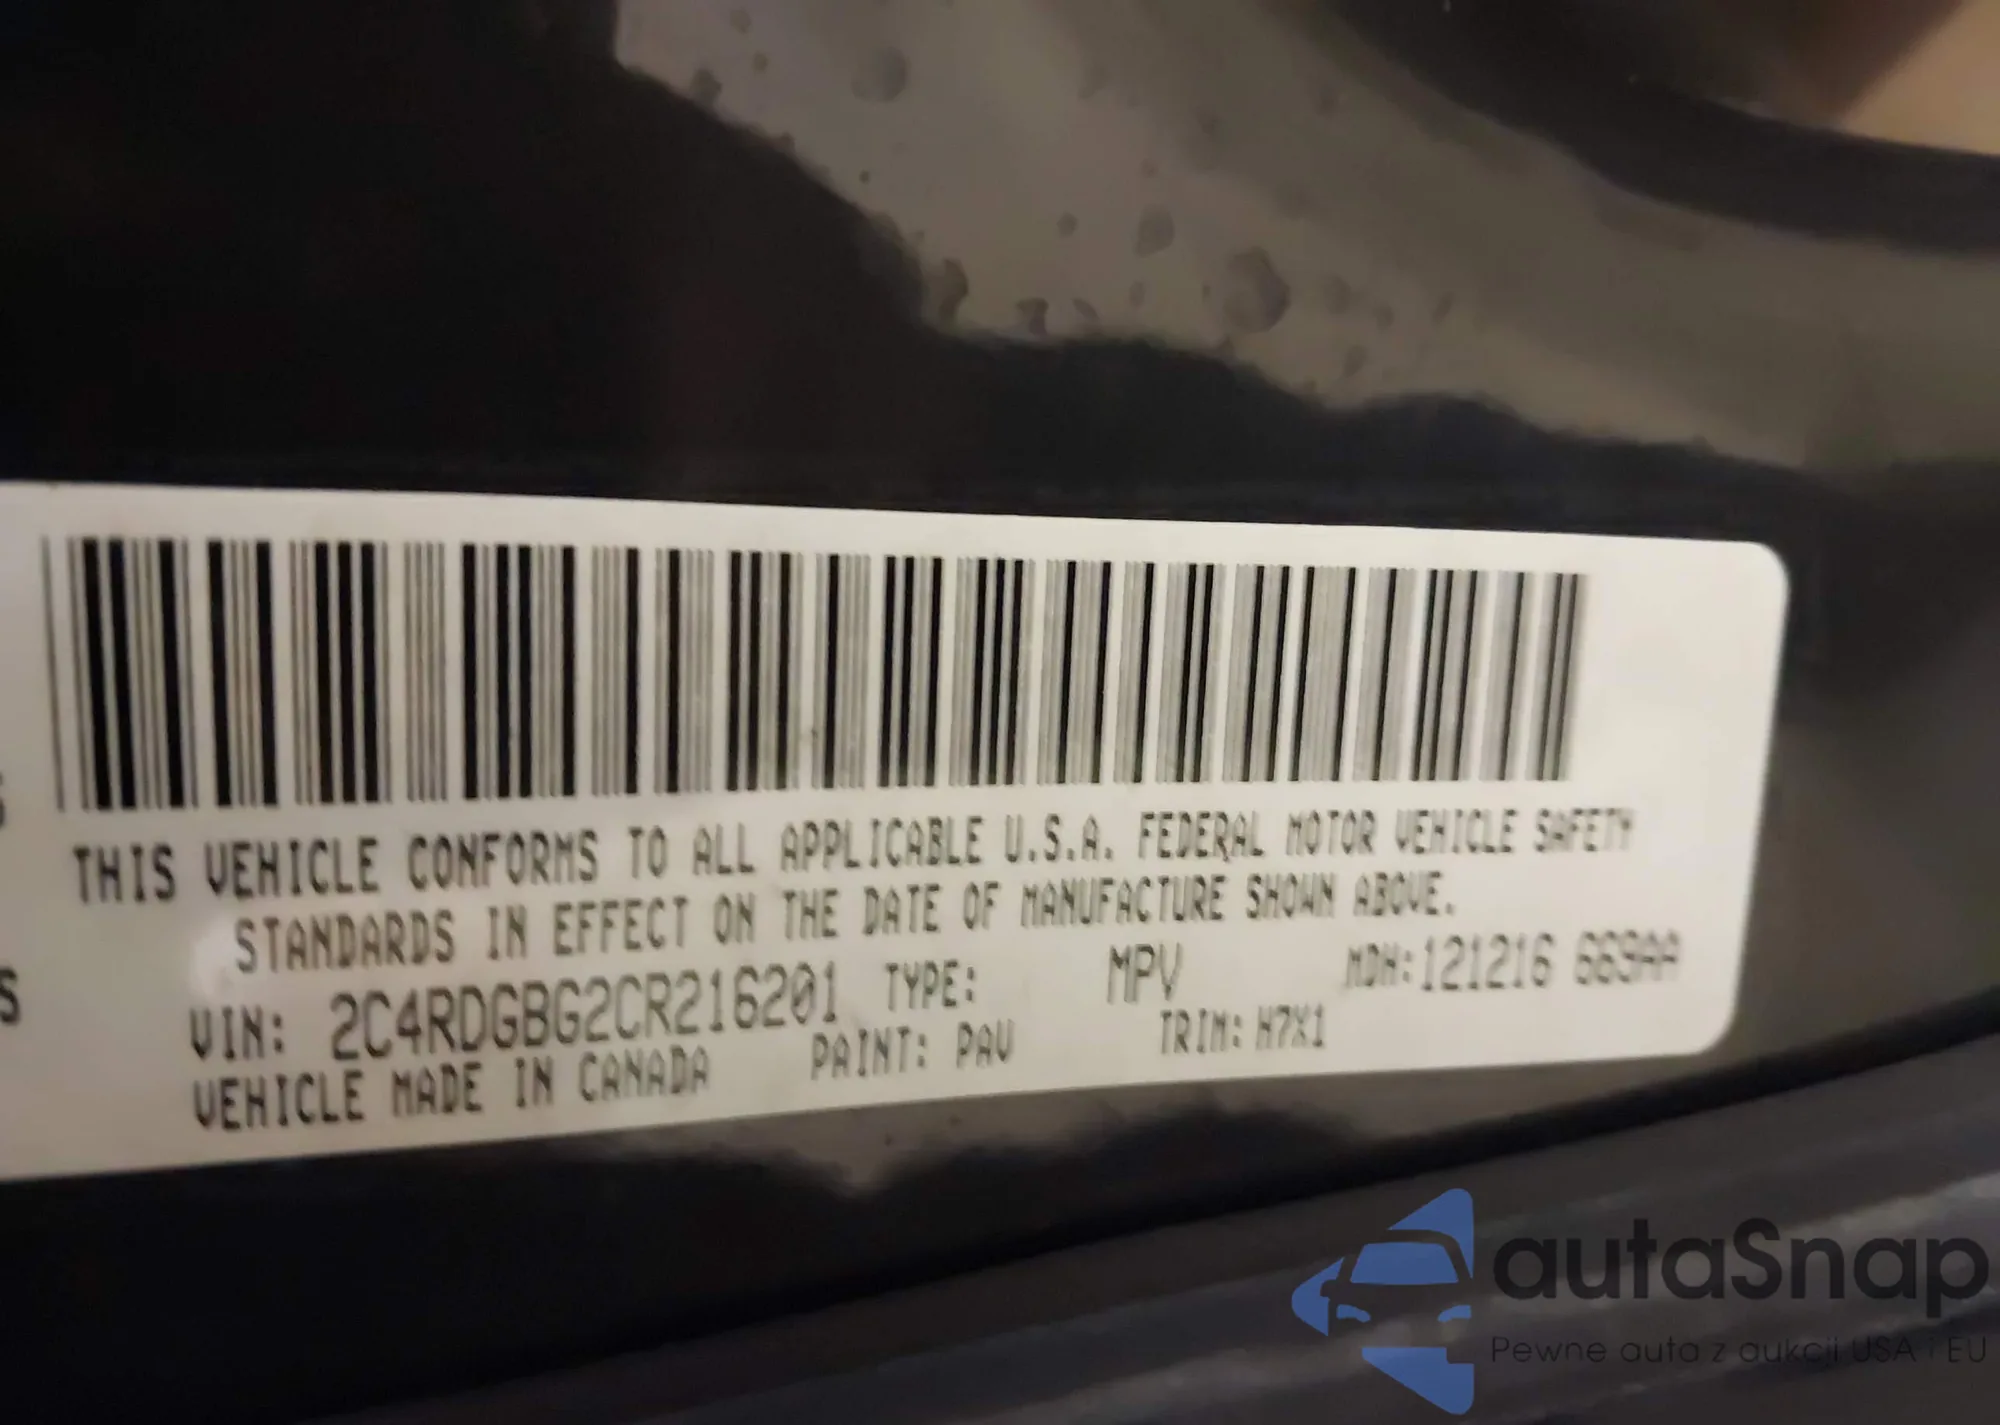 THIS VEHICLE CONFORMS TO ALL APPLICABLE U.S.A. FEDERAL MOTOR VEHICLE SAFETY
STANDARDS IN EFFECT ON THE DATE OF MANUFACTURE SHOWN ABOVE.
VIN: 2C4RDGBG2CR216201 TYPE: MPV MDH: 121216 669AA
VEHICLE MADE IN CANADA PAINT: PAV TRIM: H7X1
S
autaSnap
Pewne auta z aukcji USA i EU